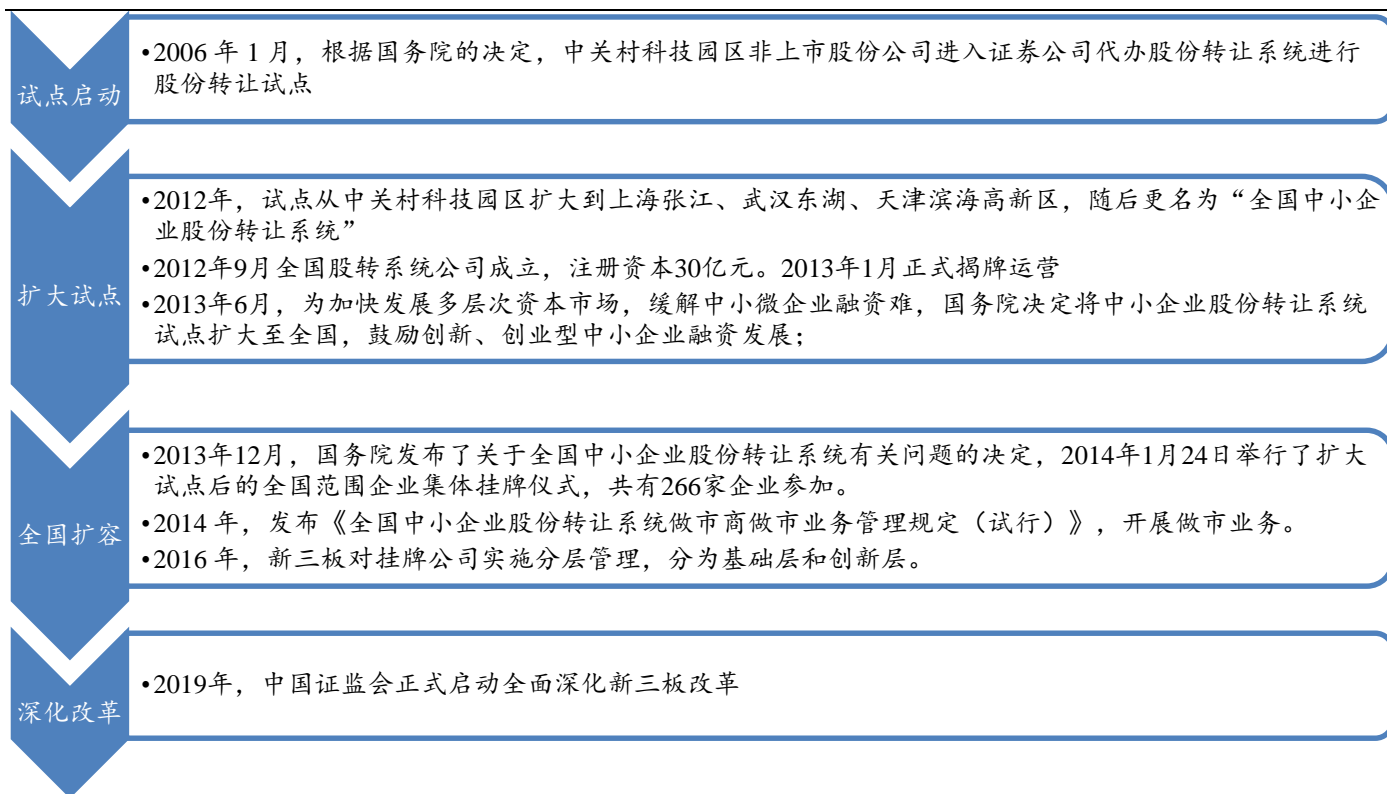 试点启动
•2006 年 1 月，根据国务院的决定，中关村科技园区非上市股份公司进入证券公司代办股份转让系统进行
股份转让试点
扩大试点
•2012年，试点从中关村科技园区扩大到上海张江、武汉东湖、天津滨海高新区，随后更名为“全国中小企
业股份转让系统”
•2012年9月全国股转系统公司成立，注册资本30亿元。2013年1月正式揭牌运营
•2013年6月，为加快发展多层次资本市场，缓解中小微企业融资难，国务院决定将中小企业股份转让系统
试点扩大至全国，鼓励创新、创业型中小企业融资发展；
全国扩容
•2013年12月，国务院发布了关于全国中小企业股份转让系统有关问题的决定，2014年1月24日举行了扩大
试点后的全国范围企业集体挂牌仪式，共有266家企业参加。
•2014 年，发布《全国中小企业股份转让系统做市商做市业务管理规定（试行）》，开展做市业务。
•2016 年，新三板对挂牌公司实施分层管理，分为基础层和创新层。
深化改革
•2019年，中国证监会正式启动全面深化新三板改革